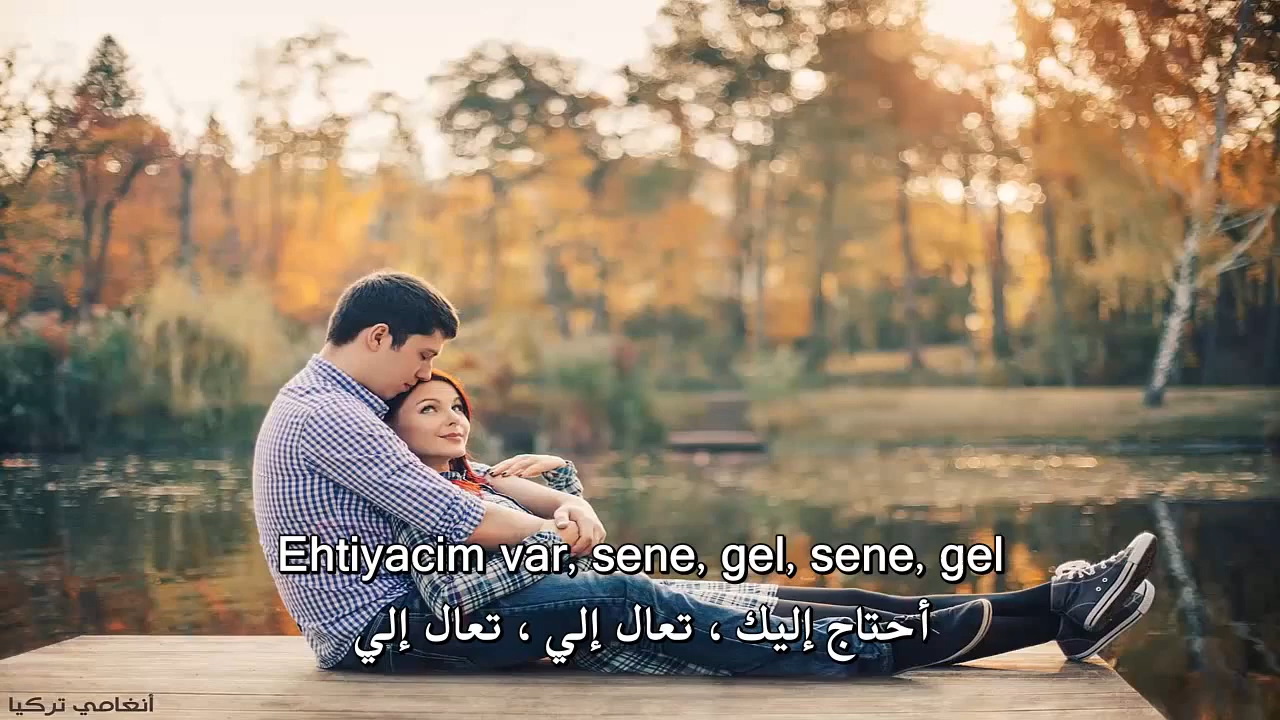 Ehtiyacim var, sene, gel, sene, gel
أحتاج إليك ، تعال إلي ، تعال إلي
أنغامي تركيا